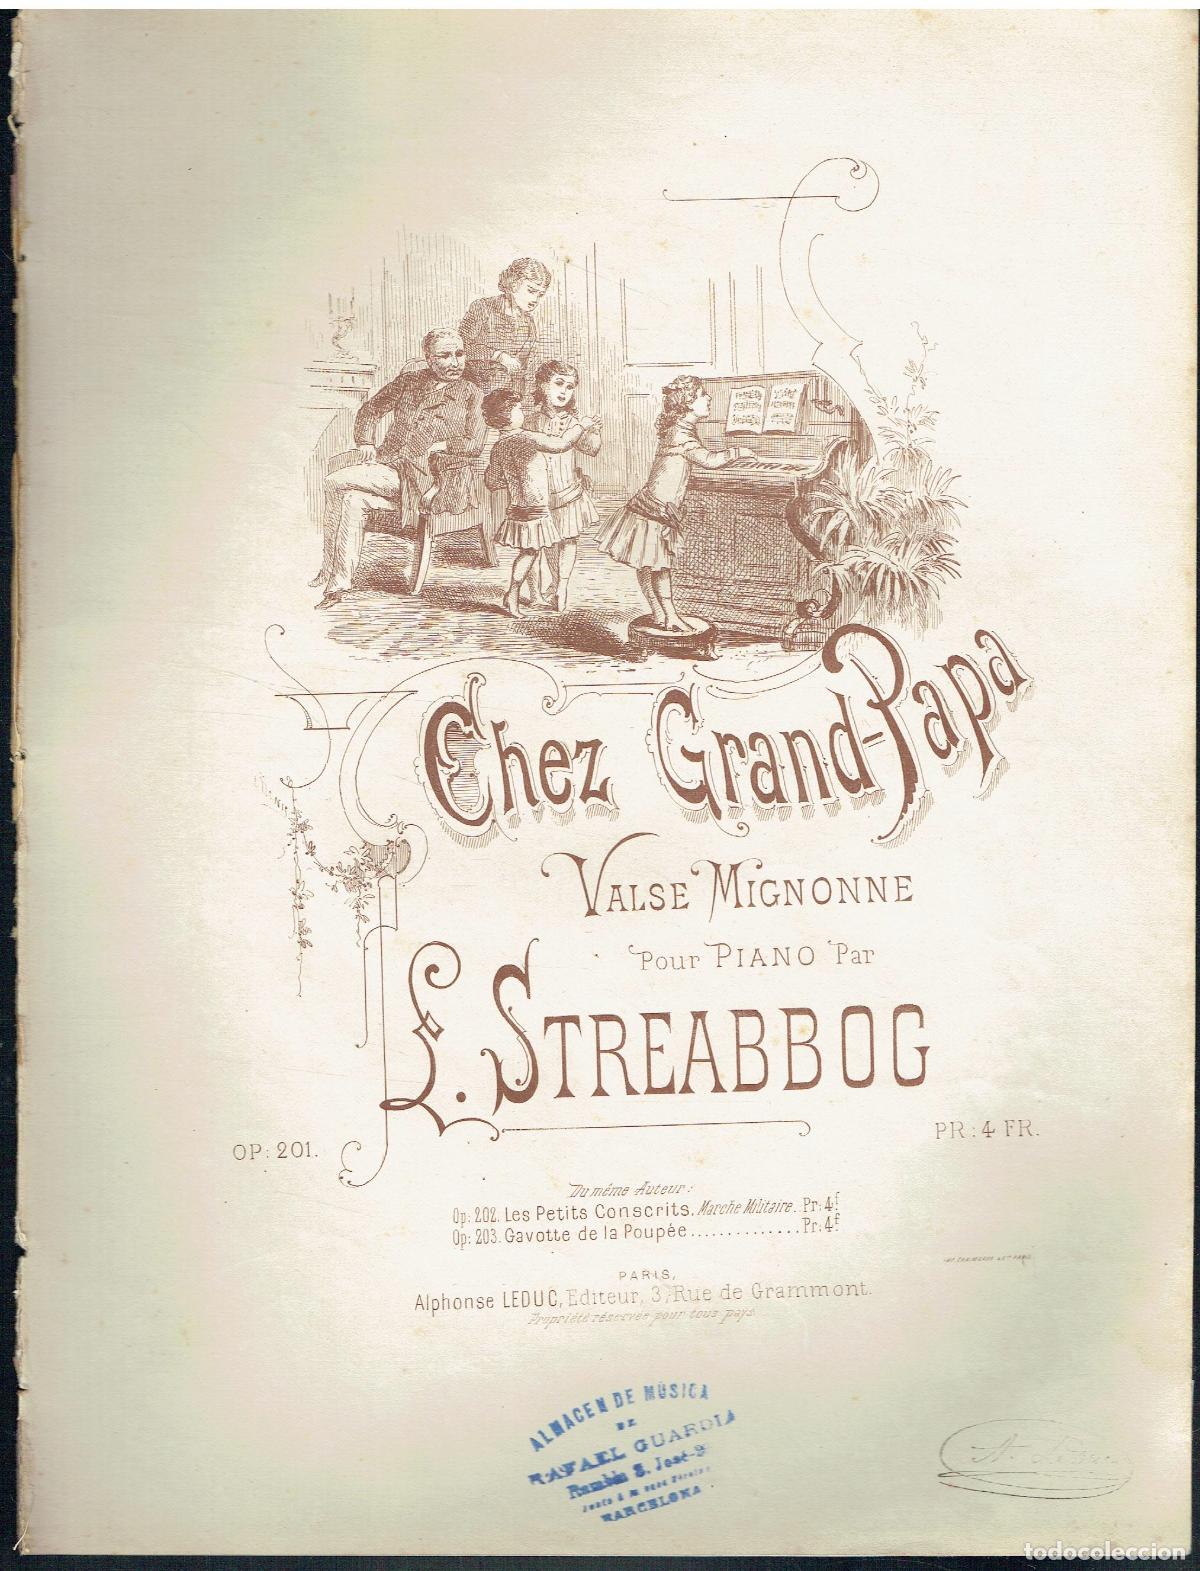 Chez Grand-Papa
VALSE MIGNONNE
Pour PIANO Par
L. STREABBOG
OP: 201.
PR: 4 FR.
Du même Auteur:
Op: 202. Les Petits Conscrits, Marche Militaire. Pr: 4f
Op: 203. Gavotte de la Poupée.............. Pr: 4f
PARIS,
Alphonse LEDUC, Editeur, 3, Rue de Grammont.
Propriété réservée pour tous pays.
ALMACEN DE MÚSICA
DE
RAFAEL GUARDIA
Rambla S. José-9
BARCELONA
todocoleccion